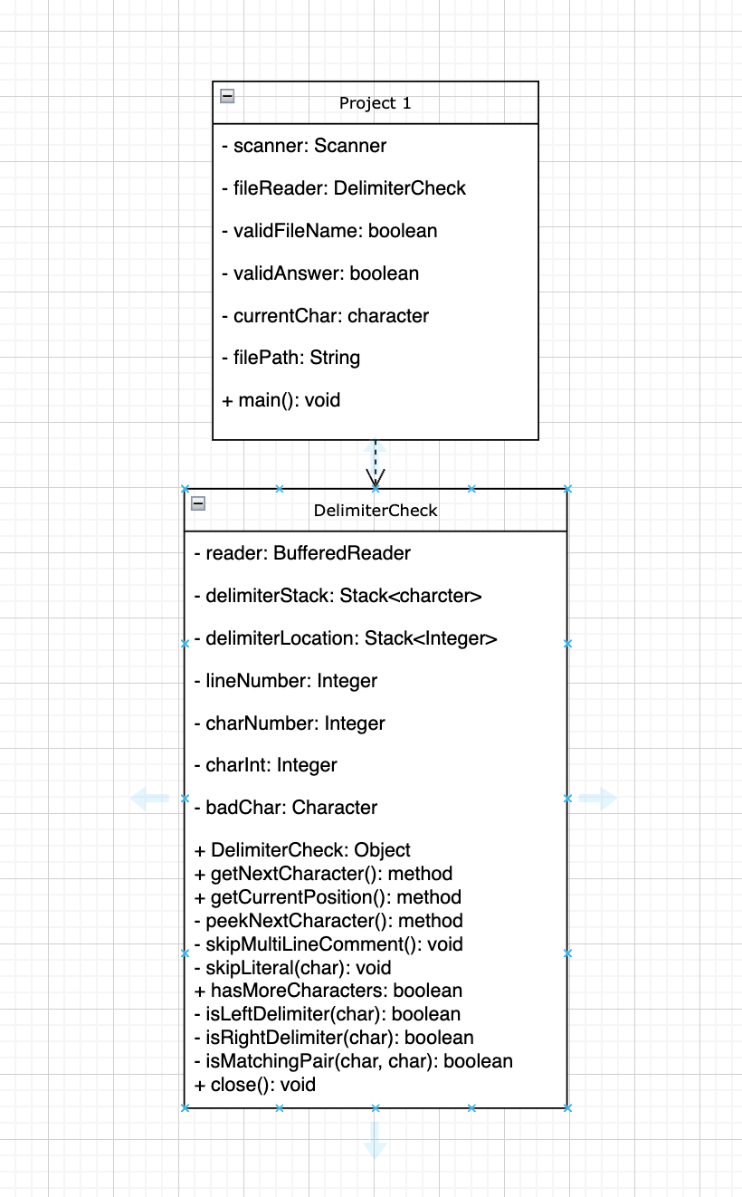 Project 1
- scanner: Scanner
- fileReader: DelimiterCheck
- validFileName: boolean
- validAnswer: boolean
- currentChar: character
- filePath: String
+ main(): void
DelimiterCheck
- reader: BufferedReader
- delimiterStack: Stack<charcter>
- delimiterLocation: Stack<Integer>
- lineNumber: Integer
- charNumber: Integer
- charInt: Integer
- badChar: Character
+ DelimiterCheck: Object
+ getNextCharacter(): method
+ getCurrentPosition(): method
- peekNextCharacter(): method
- skipMultiLineComment(): void
- skipLiteral(char): void
+ hasMoreCharacters: boolean
- isLeftDelimiter(char): boolean
- isRightDelimiter(char): boolean
- isMatchingPair(char, char): boolean
+ close(): void